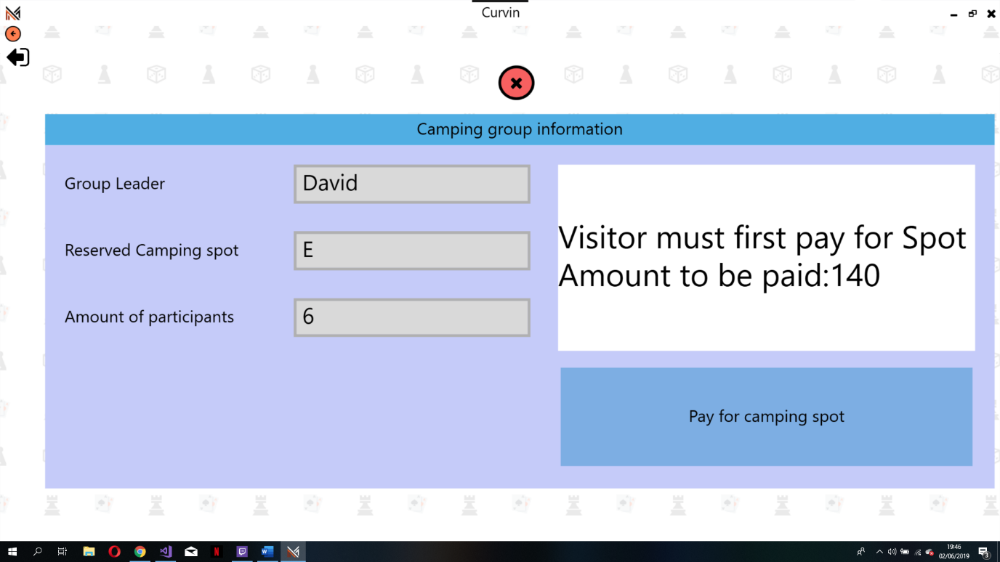 Curvin
Camping group information
Group Leader
David
Reserved Camping spot
E
Amount of participants
6
Visitor must first pay for Spot
Amount to be paid:140
Pay for camping spot
19:46
02/06/2019
3